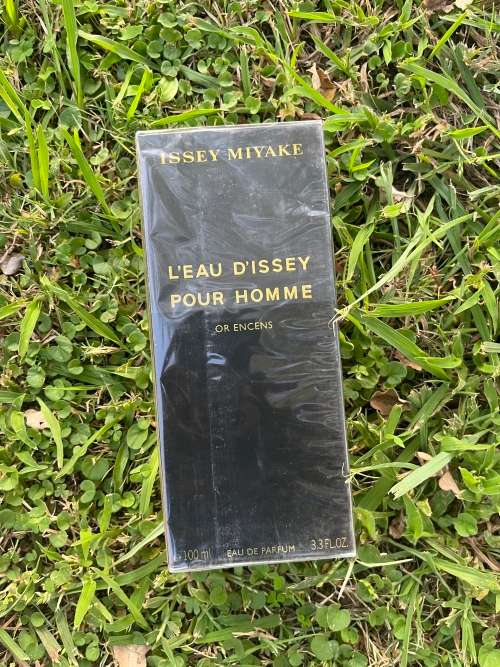 ISSEY MIYAKE
L'EAU D'ISSEY
POUR HOMME
OR ENCENS
100 ml EAU DE PARFUM 3.3 FL.OZ.